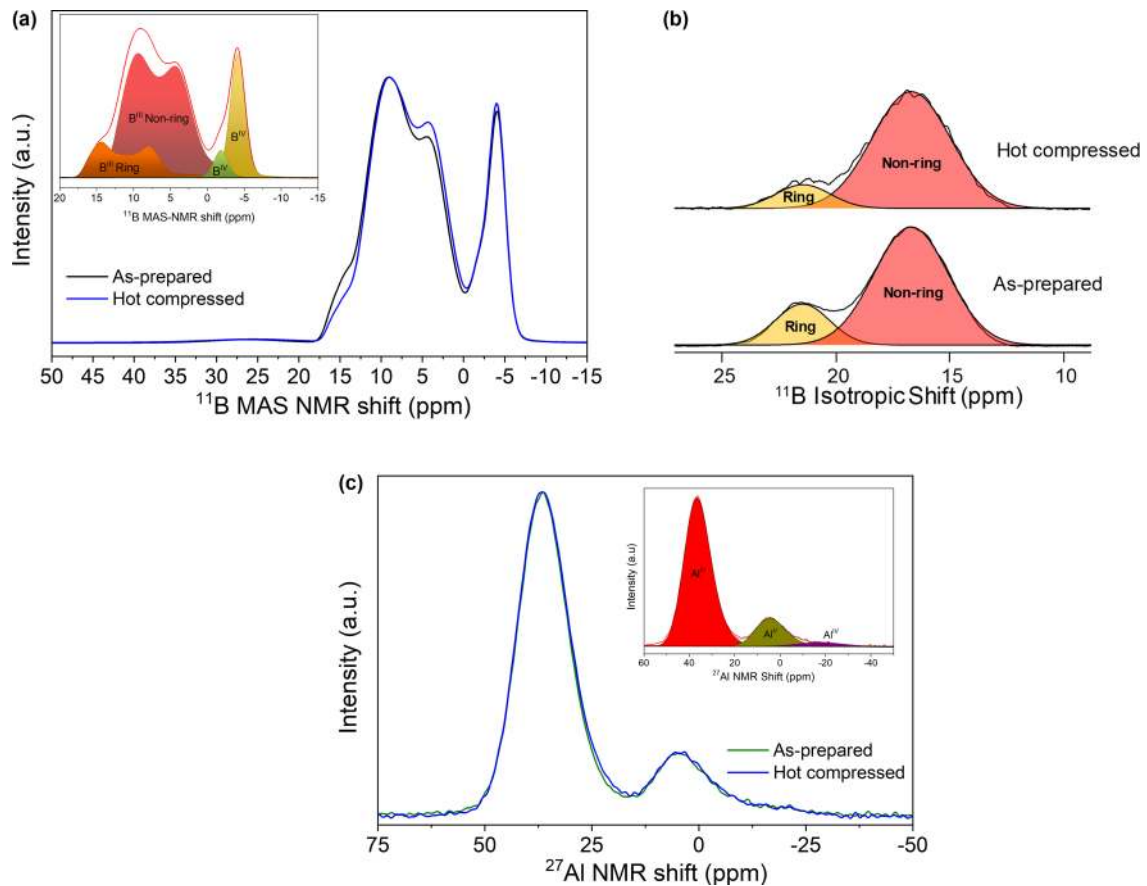 (a)
Intensity (a.u.)
B^III Non-ring
B^IV
B^III Ring
B^IV
20 15 10 5 0 -5 -10 -15
¹¹B MAS-NMR shift (ppm)
As-prepared
Hot compressed
50 45 40 35 30 25 20 15 10 5 0 -5 -10 -15
¹¹B MAS NMR shift (ppm)
(b)
Hot compressed
Non-ring
Ring
As-prepared
Non-ring
Ring
25 20 15 10
¹¹B Isotropic Shift (ppm)
(c)
Intensity (a.u.)
Intensity (a.u)
Al^V
Al^IV
60 40 20 0 -20 -40
²⁷Al NMR Shift (ppm)
As-prepared
Hot compressed
75 50 25 0 -25 -50
²⁷Al NMR shift (ppm)